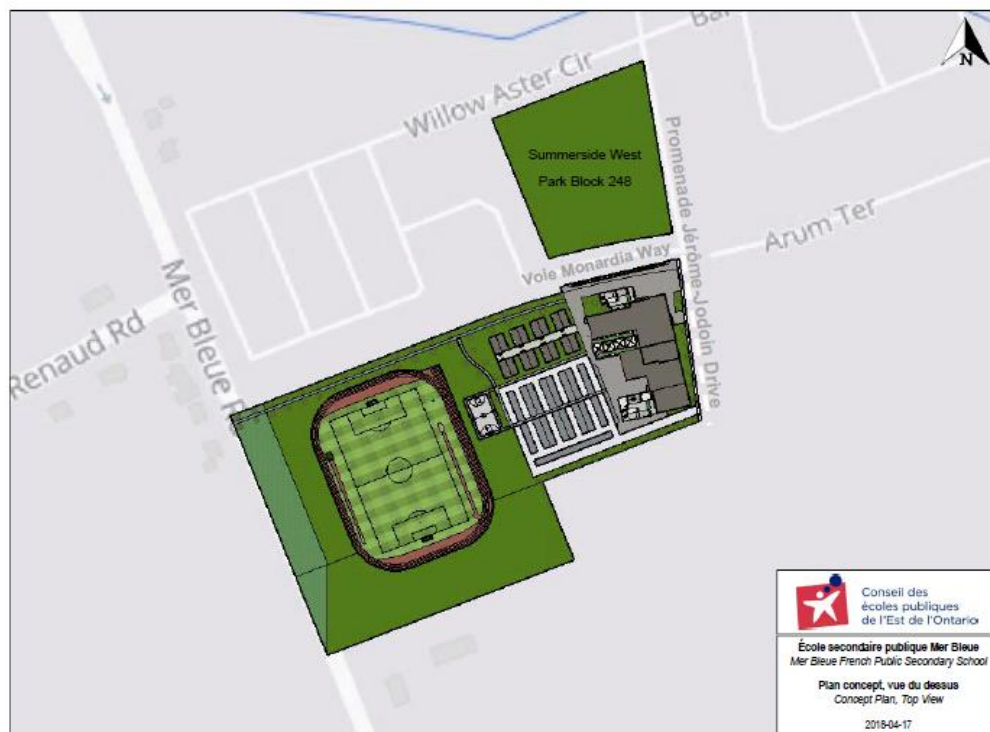 N
Willow Aster Cir
Summerside West
Park Block 248
Promenade Jérôme-Jodoin Drive
Arum Ter
Voie Monardia Way
Mer Bleue Rd
Renaud Rd
Conseil des
écoles publiques
de l'Est de l'Ontario
École secondaire publique Mer Bleue
Mer Bleue French Public Secondary School
Plan concept, vue du dessus
Concept Plan, Top View
2018-04-17